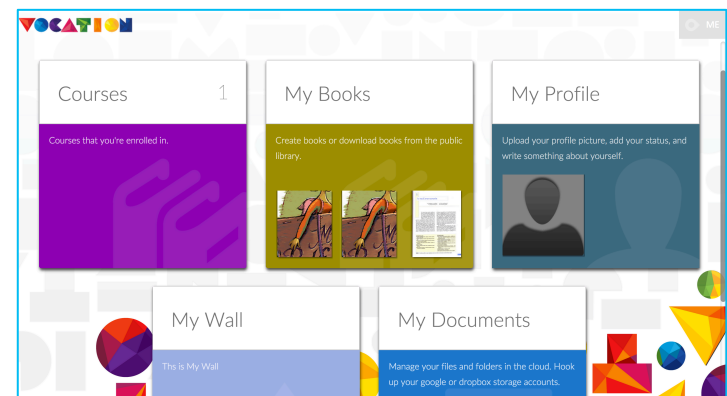 VOCATION
ME
Courses 1
My Books
My Profile
Courses that you're enrolled in.
Create books or download books from the public
library.
Upload your profile picture, add your status, and
write something about yourself.
My Wall
My Documents
Ths is My Wall
Manage your files and folders in the cloud. Hook
up your google or dropbox storage accounts.